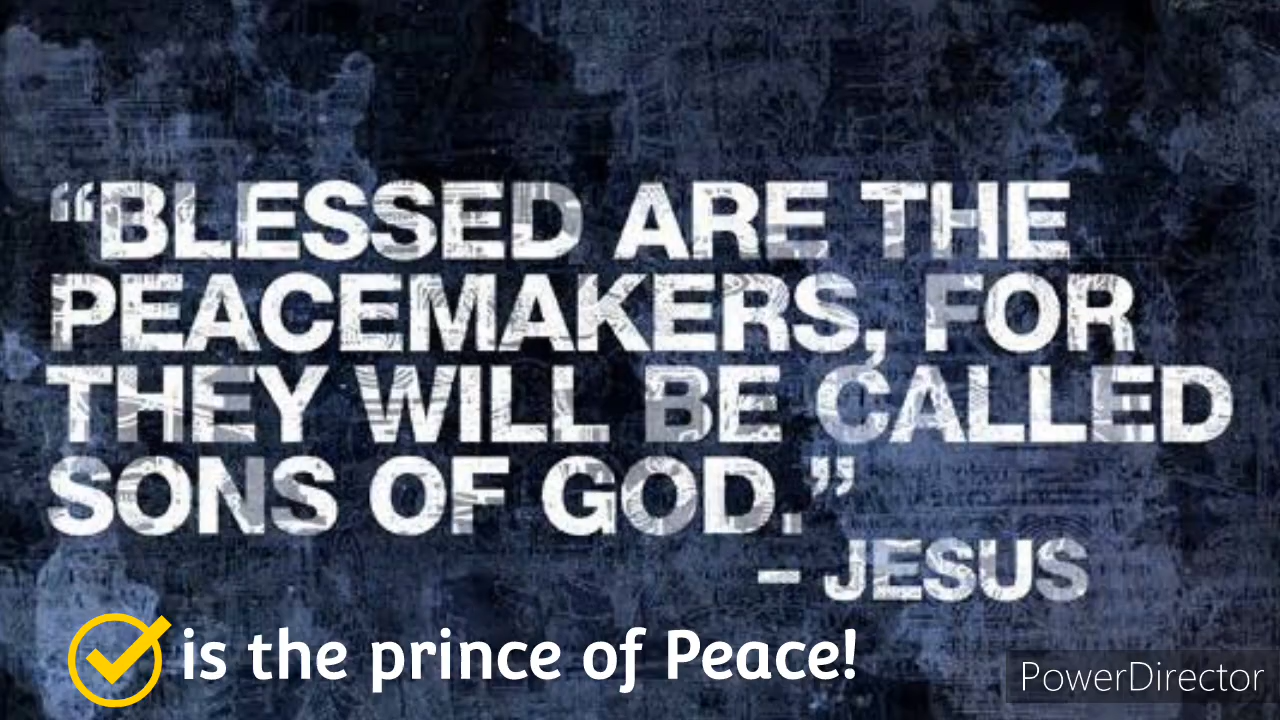 “BLESSED ARE THE
PEACEMAKERS, FOR
THEY WILL BE CALLED
SONS OF GOD.”
– JESUS
is the prince of Peace!
PowerDirector